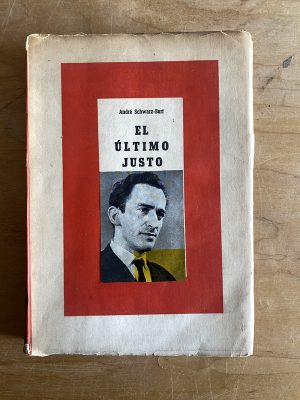 André Schwarz-Bart
EL
ÚLTIMO
JUSTO